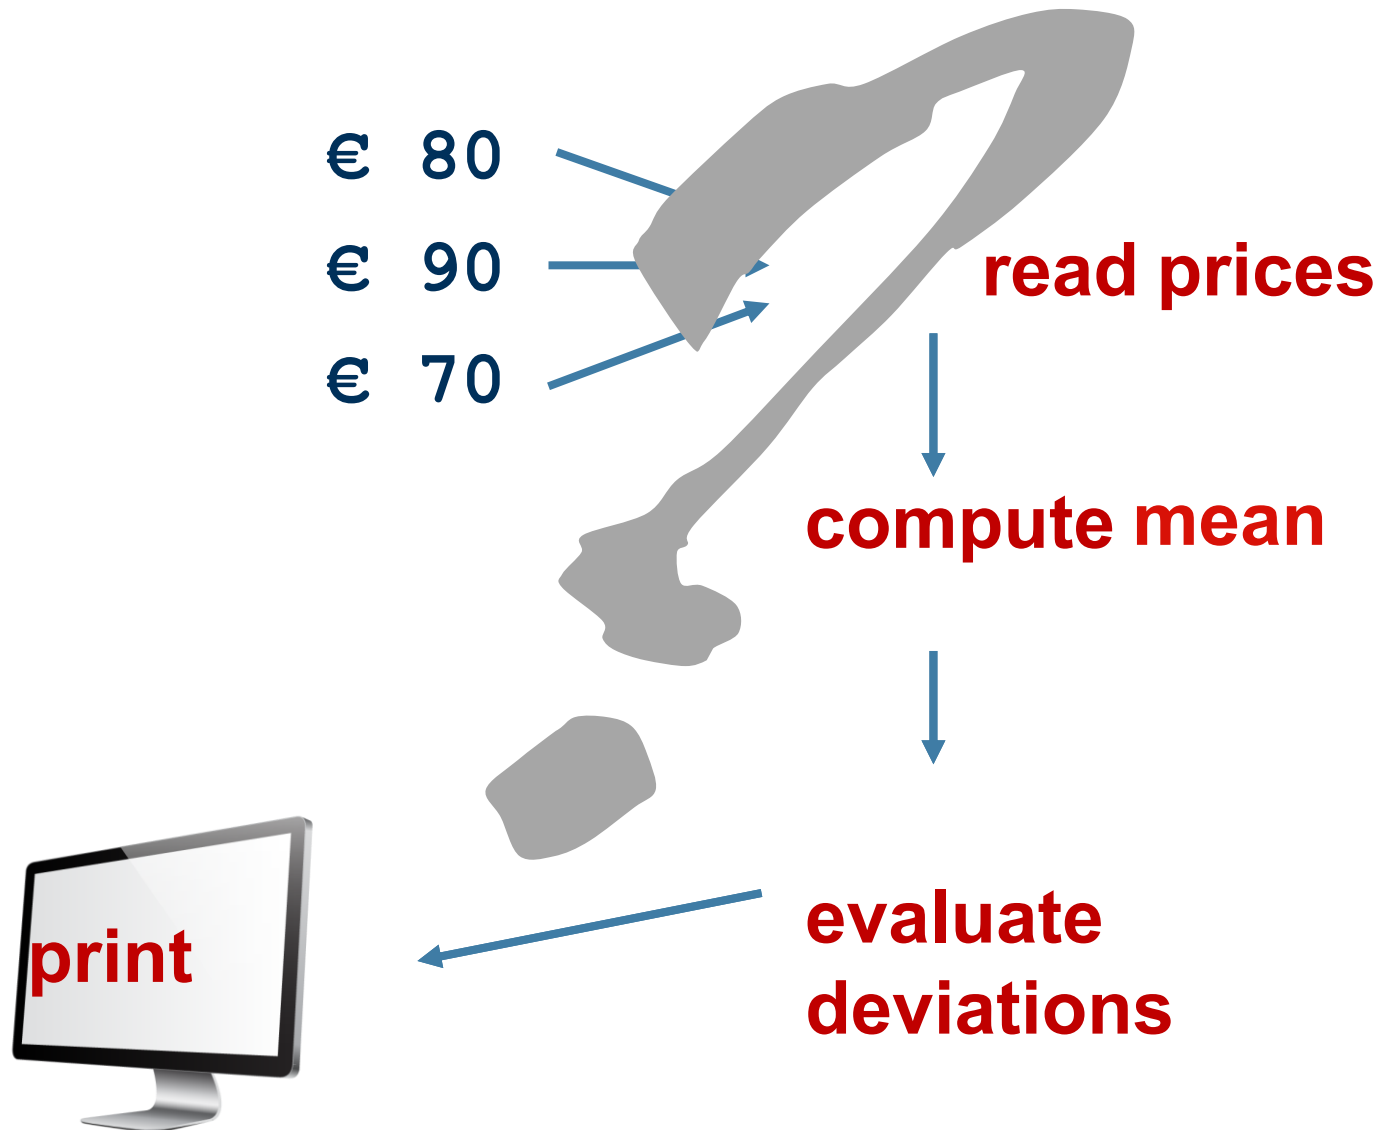 € 80
€ 90
€ 70
read prices
compute mean
evaluate
deviations
print